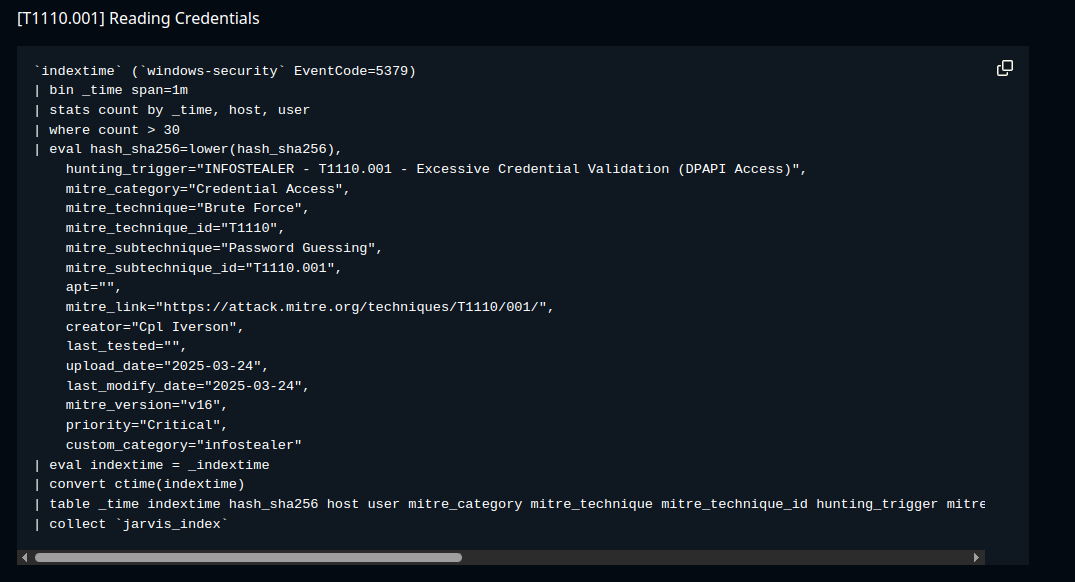 [T1110.001] Reading Credentials
`indextime` (`windows-security` EventCode=5379)
| bin _time span=1m
| stats count by _time, host, user
| where count > 30
| eval hash_sha256=lower(hash_sha256),
    hunting_trigger="INFOSTEALER - T1110.001 - Excessive Credential Validation (DPAPI Access)",
    mitre_category="Credential Access",
    mitre_technique="Brute Force",
    mitre_technique_id="T1110",
    mitre_subtechnique="Password Guessing",
    mitre_subtechnique_id="T1110.001",
    apt="",
    mitre_link="https://attack.mitre.org/techniques/T1110/001/",
    creator="Cpl Iverson",
    last_tested="",
    upload_date="2025-03-24",
    last_modify_date="2025-03-24",
    mitre_version="v16",
    priority="Critical",
    custom_category="infostealer"
| eval indextime = _indextime
| convert ctime(indextime)
| table _time indextime hash_sha256 host user mitre_category mitre_technique mitre_technique_id hunting_trigger mitre
| collect `jarvis_index`